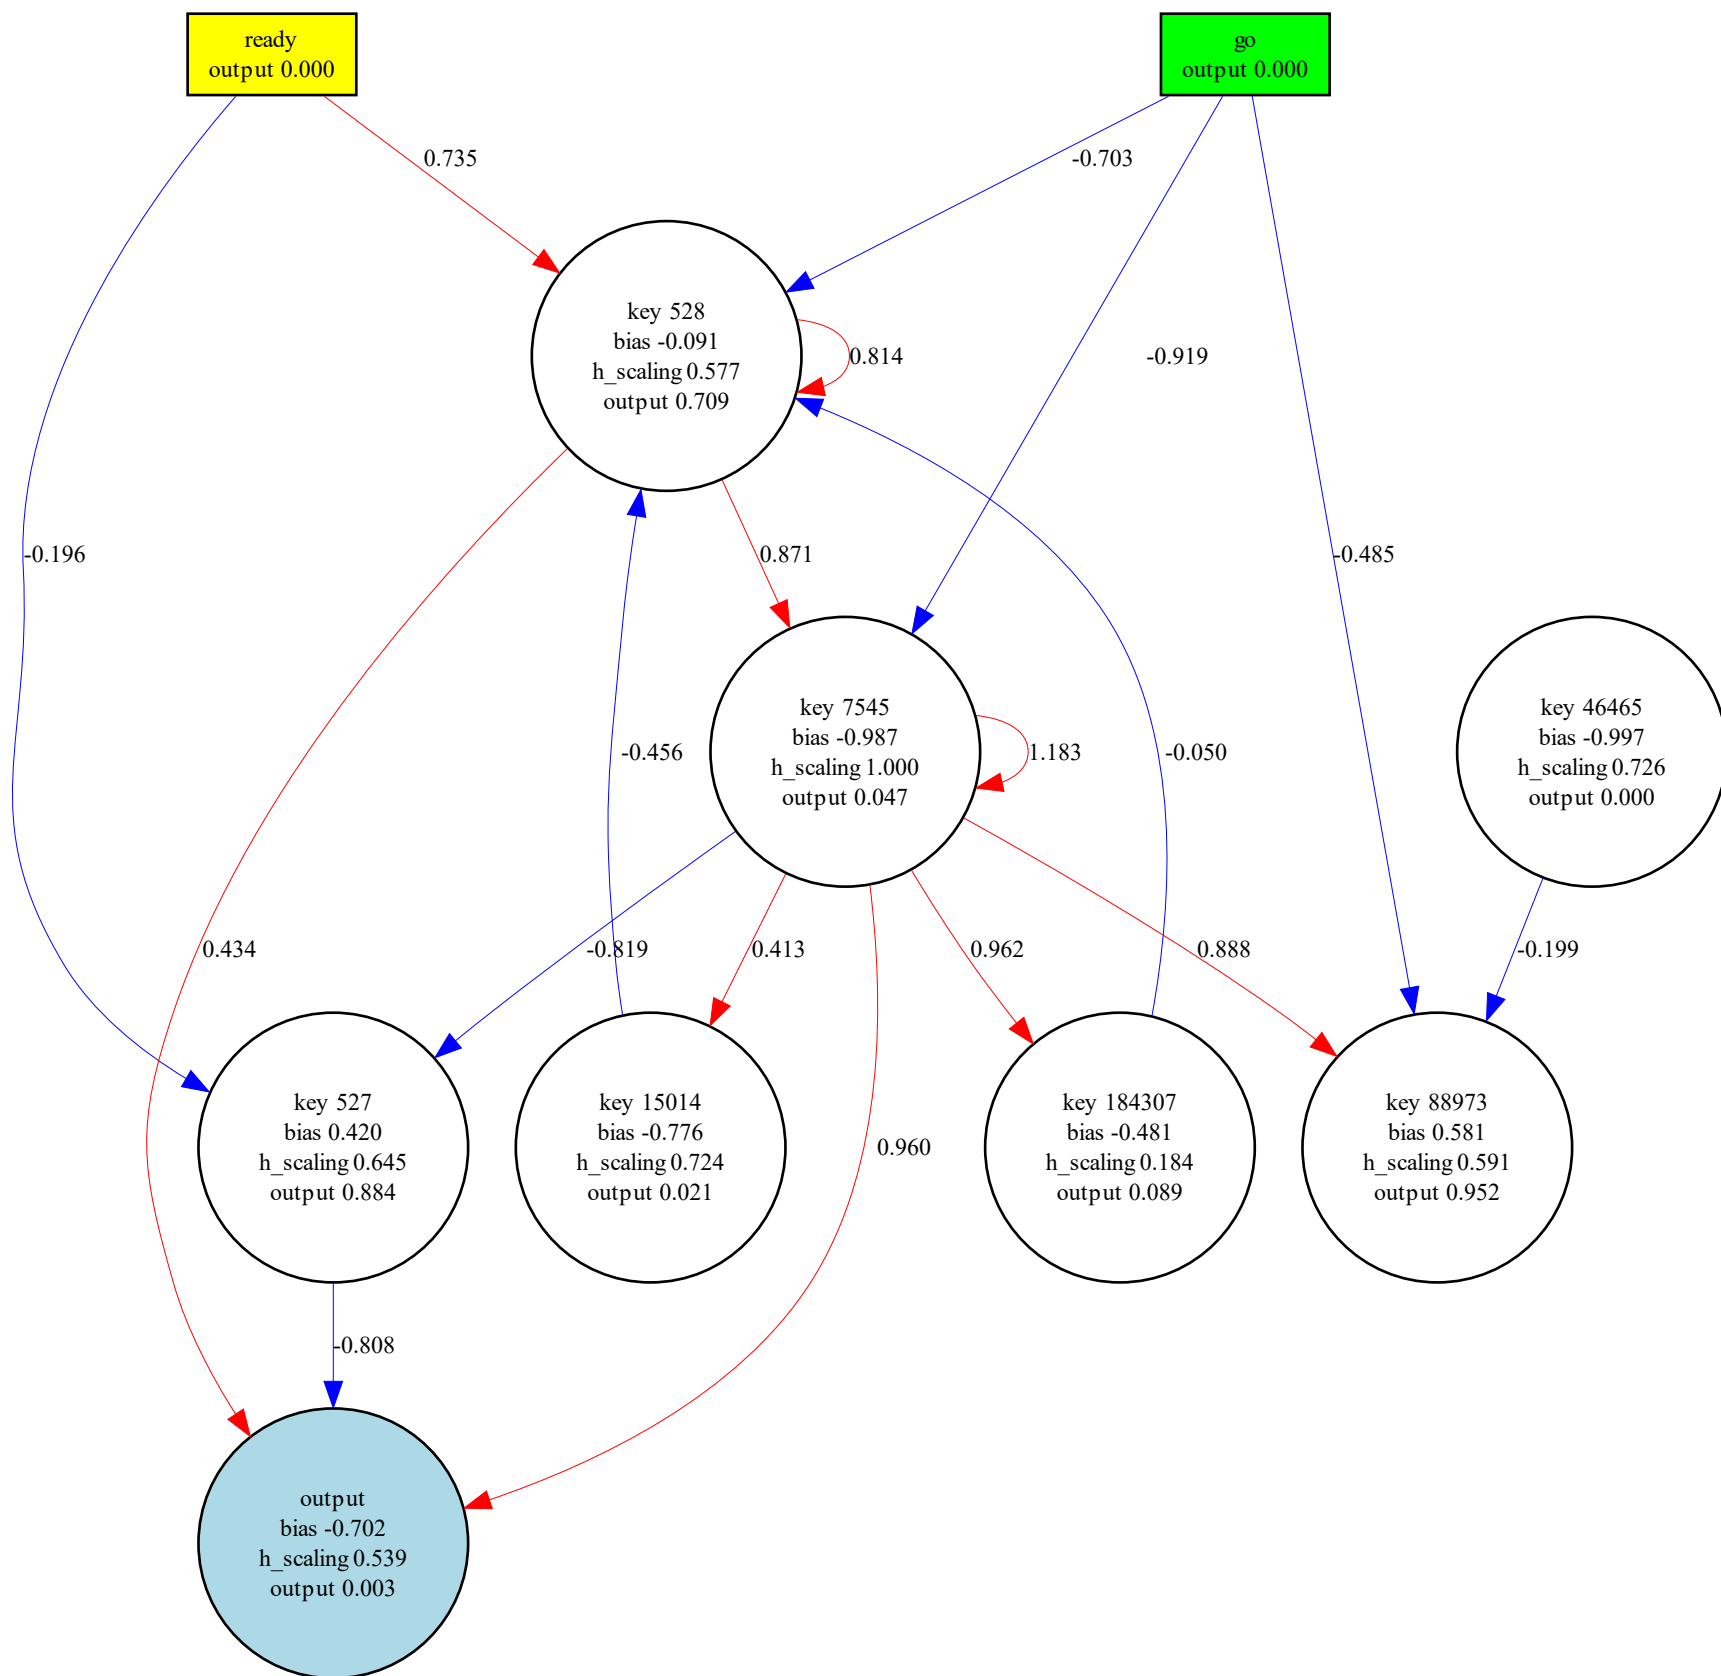 ready
output 0.000
go
output 0.000
0.735
-0.703
key 528
bias -0.091
h_scaling 0.577
output 0.709
0.814
-0.919
-0.196
0.871
-0.485
key 7545
bias -0.987
h_scaling 1.000
output 0.047
-0.456
1.183
-0.050
key 46465
bias -0.997
h_scaling 0.726
output 0.000
0.434
-0.819
0.413
0.962
0.888
-0.199
key 527
bias 0.420
h_scaling 0.645
output 0.884
key 15014
bias -0.776
h_scaling 0.724
output 0.021
0.960
key 184307
bias -0.481
h_scaling 0.184
output 0.089
key 88973
bias 0.581
h_scaling 0.591
output 0.952
-0.808
output
bias -0.702
h_scaling 0.539
output 0.003